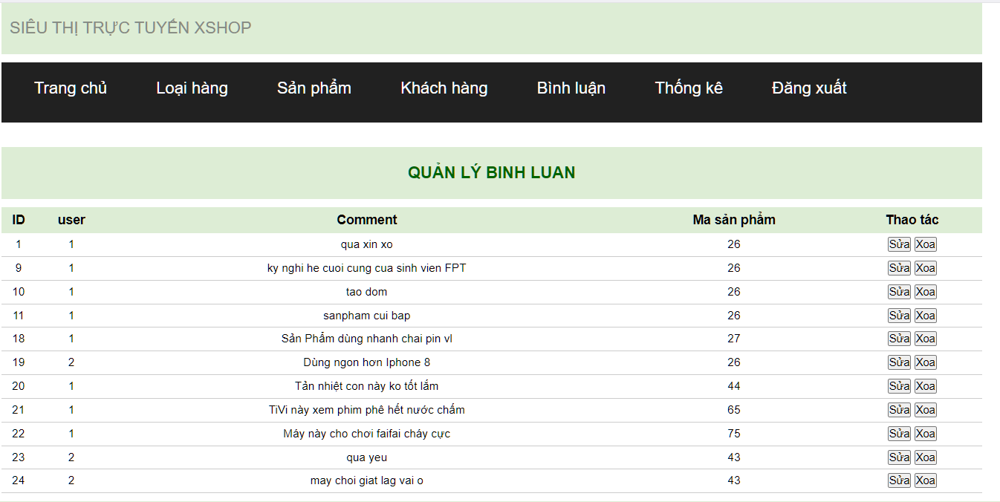 SIÊU THỊ TRỰC TUYẾN XSHOP
Trang chủ Loại hàng Sản phẩm Khách hàng Bình luận Thống kê Đăng xuất
QUẢN LÝ BINH LUAN
ID user Comment Ma sản phẩm Thao tác
1 1 qua xin xo 26 Sửa Xoa
9 1 ky nghi he cuoi cung cua sinh vien FPT 26 Sửa Xoa
10 1 tao dom 26 Sửa Xoa
11 1 sanpham cui bap 26 Sửa Xoa
18 1 Sản Phẩm dùng nhanh chai pin vl 27 Sửa Xoa
19 2 Dùng ngon hơn Iphone 8 26 Sửa Xoa
20 1 Tản nhiệt con này ko tốt lắm 44 Sửa Xoa
21 1 TiVi này xem phim phê hết nước chấm 65 Sửa Xoa
22 1 Máy này cho chơi faifai cháy cực 75 Sửa Xoa
23 2 qua yeu 43 Sửa Xoa
24 2 may choi giat lag vai o 43 Sửa Xoa